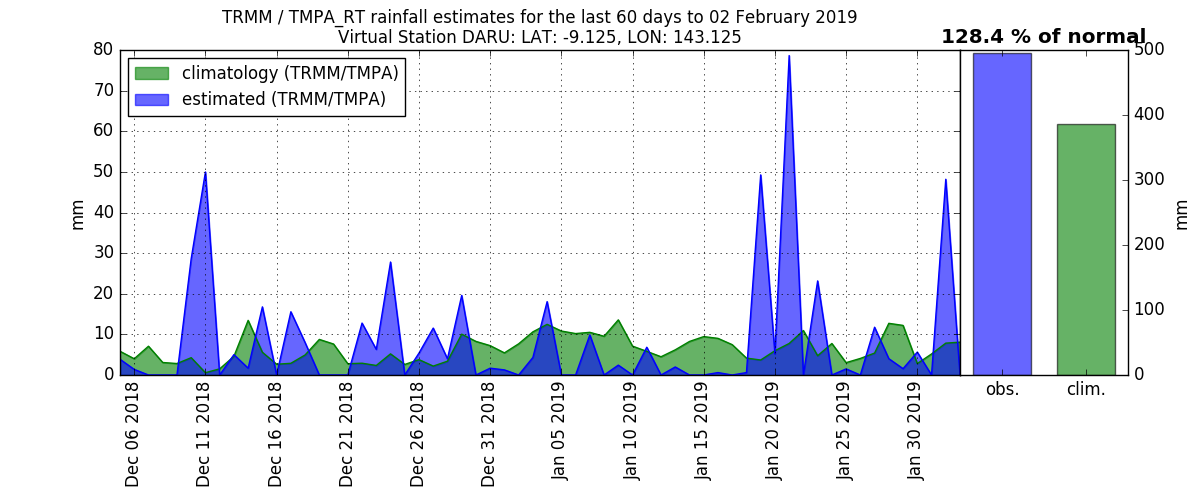 TRMM / TMPA_RT rainfall estimates for the last 60 days to 02 February 2019
Virtual Station DARU: LAT: -9.125, LON: 143.125
128.4 % of normal
climatology (TRMM/TMPA)
estimated (TRMM/TMPA)
80
70
60
50
40
30
20
10
0
mm
Dec 06 2018
Dec 11 2018
Dec 16 2018
Dec 21 2018
Dec 26 2018
Dec 31 2018
Jan 05 2019
Jan 10 2019
Jan 15 2019
Jan 20 2019
Jan 25 2019
Jan 30 2019
obs.
clim.
500
400
300
200
100
0
mm